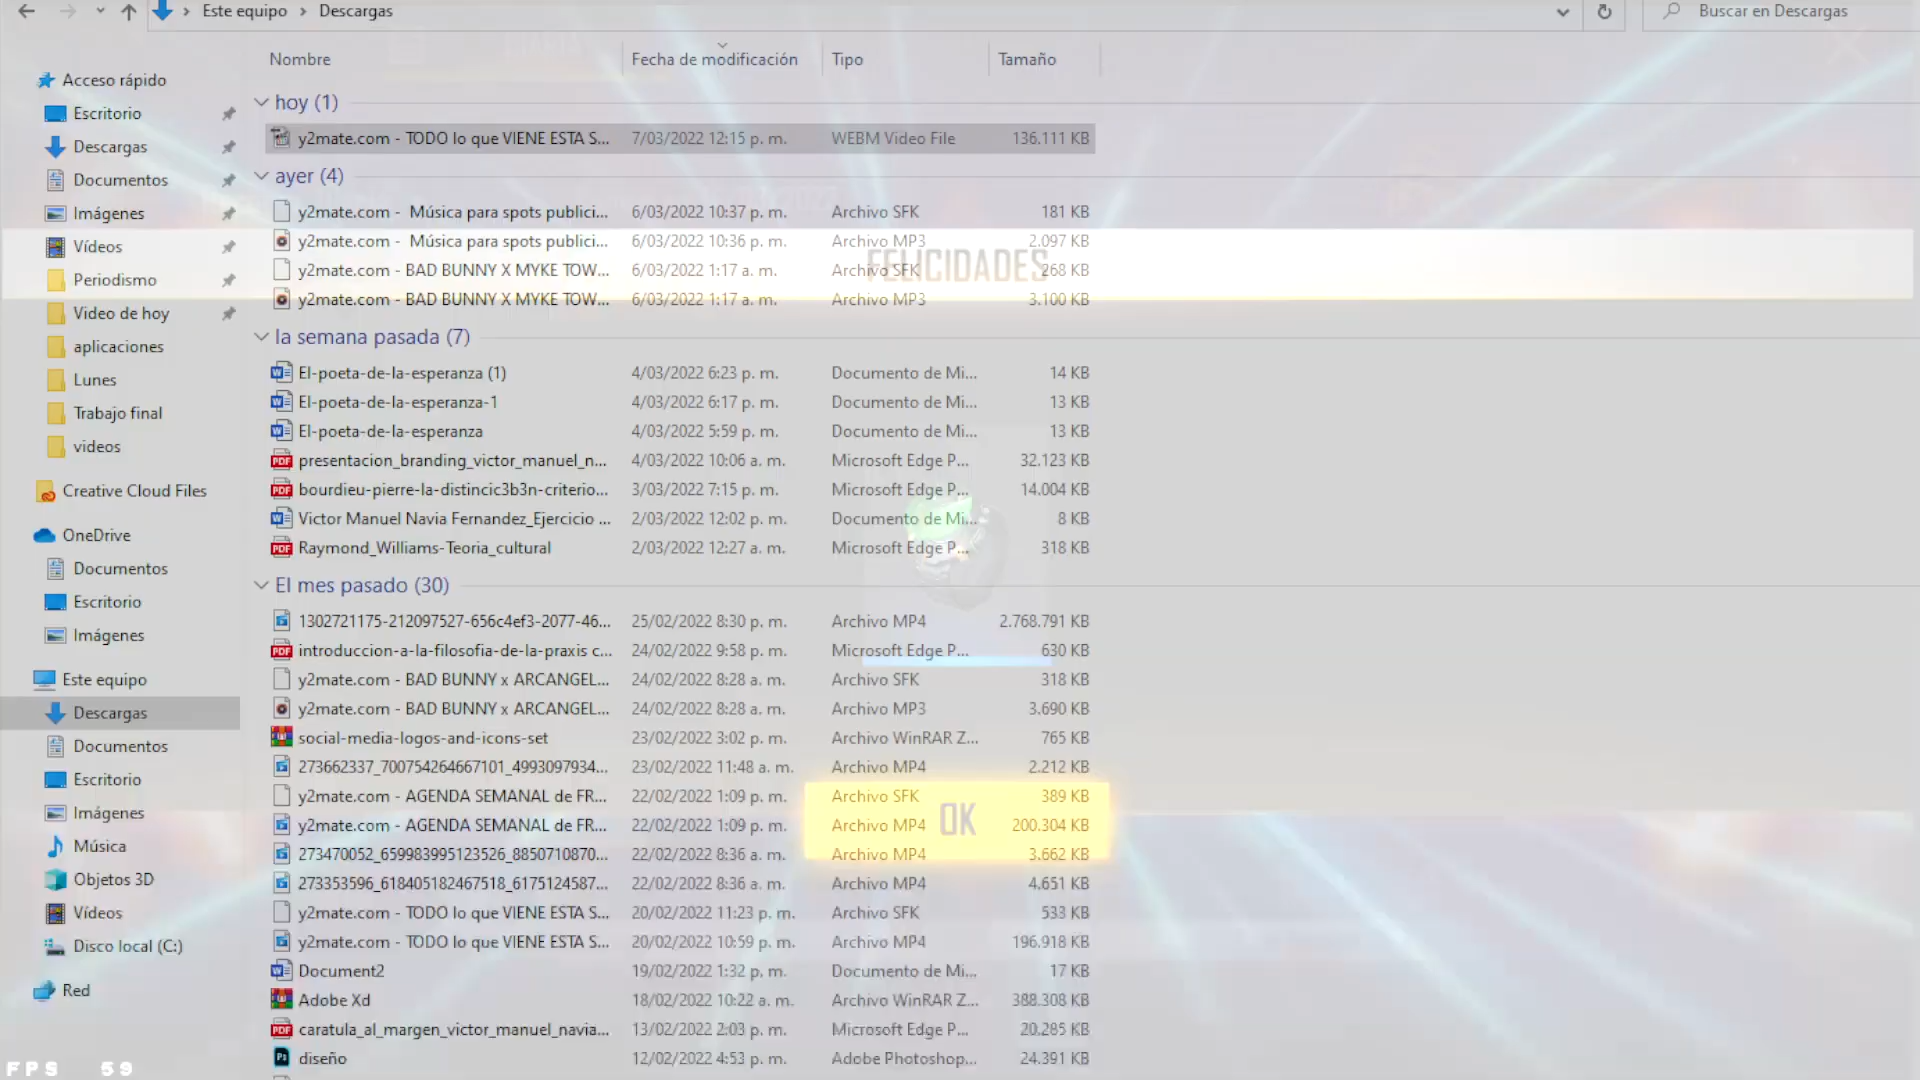 Este equipo > Descargas
Buscar en Descargas
Nombre Fecha de modificación Tipo Tamaño
Acceso rápido
Escritorio
Descargas
Documentos
Imágenes
Vídeos
Periodismo
Video de hoy
aplicaciones
Lunes
Trabajo final
videos
Creative Cloud Files
OneDrive
Documentos
Escritorio
Imágenes
Este equipo
Descargas
Documentos
Escritorio
Imágenes
Música
Objetos 3D
Vídeos
Disco local (C:)
Red
hoy (1)
y2mate.com - TODO lo que VIENE ESTA S... 7/03/2022 12:15 p. m. WEBM Video File 136.111 KB
ayer (4)
y2mate.com - Música para spots publici... 6/03/2022 10:37 p. m. Archivo SFK 181 KB
y2mate.com - Música para spots publici... 6/03/2022 10:36 p. m. Archivo MP3 2.097 KB
FELICIDADES
y2mate.com - BAD BUNNY X MYKE TOW... 6/03/2022 1:17 a. m. Archivo SFK 268 KB
y2mate.com - BAD BUNNY X MYKE TOW... 6/03/2022 1:17 a. m. Archivo MP3 3.100 KB
la semana pasada (7)
El-poeta-de-la-esperanza (1) 4/03/2022 6:23 p. m. Documento de Mi... 14 KB
El-poeta-de-la-esperanza-1 4/03/2022 6:17 p. m. Documento de Mi... 13 KB
El-poeta-de-la-esperanza 4/03/2022 5:59 p. m. Documento de Mi... 13 KB
presentacion_branding_victor_manuel_n... 4/03/2022 10:06 a. m. Microsoft Edge P... 32.123 KB
bourdieu-pierre-la-distincic3b3n-criterio... 3/03/2022 7:15 p. m. Microsoft Edge P... 14.004 KB
Victor Manuel Navia Fernandez_Ejercicio ... 2/03/2022 12:02 p. m. Documento de Mi... 8 KB
Raymond_Williams-Teoria_cultural 2/03/2022 12:27 a. m. Microsoft Edge P... 318 KB
El mes pasado (30)
1302721175-212097527-656c4ef3-2077-46... 25/02/2022 8:30 p. m. Archivo MP4 2.768.791 KB
introduccion-a-la-filosofia-de-la-praxis c... 24/02/2022 9:58 p. m. Microsoft Edge P... 630 KB
y2mate.com - BAD BUNNY x ARCANGEL... 24/02/2022 8:28 a. m. Archivo SFK 318 KB
y2mate.com - BAD BUNNY x ARCANGEL... 24/02/2022 8:28 a. m. Archivo MP3 3.690 KB
social-media-logos-and-icons-set 23/02/2022 3:02 p. m. Archivo WinRAR Z... 765 KB
273662337_700754264667101_4993097934... 23/02/2022 11:48 a. m. Archivo MP4 2.212 KB
y2mate.com - AGENDA SEMANAL de FR... 22/02/2022 1:09 p. m. Archivo SFK 389 KB
OK
y2mate.com - AGENDA SEMANAL de FR... 22/02/2022 1:09 p. m. Archivo MP4 200.304 KB
273470052_659983995123526_8850710870... 22/02/2022 8:36 a. m. Archivo MP4 3.662 KB
273353596_618405182467518_6175124587... 22/02/2022 8:36 a. m. Archivo MP4 4.651 KB
y2mate.com - TODO lo que VIENE ESTA S... 20/02/2022 11:23 p. m. Archivo SFK 533 KB
y2mate.com - TODO lo que VIENE ESTA S... 20/02/2022 10:59 p. m. Archivo MP4 196.918 KB
Document2 19/02/2022 1:32 p. m. Documento de Mi... 17 KB
Adobe Xd 18/02/2022 10:22 a. m. Archivo WinRAR Z... 388.308 KB
caratula_al_margen_victor_manuel_navia... 13/02/2022 2:03 p. m. Microsoft Edge P... 20.285 KB
diseño 12/02/2022 4:53 p. m. Adobe Photoshop... 24.391 KB
FPS 59